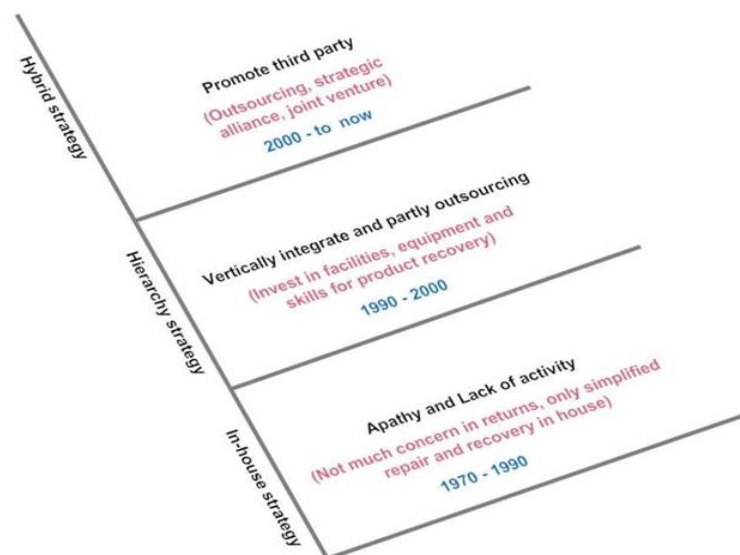 Hybrid strategy
Promote third party
(Outsourcing, strategic
alliance, joint venture)
2000 - to now
Hierarchy strategy
Vertically integrate and partly outsourcing
(Invest in facilities, equipment and
skills for product recovery)
1990 - 2000
In-house strategy
Apathy and Lack of activity
(Not much concern in returns, only simplified
repair and recovery in house)
1970 - 1990